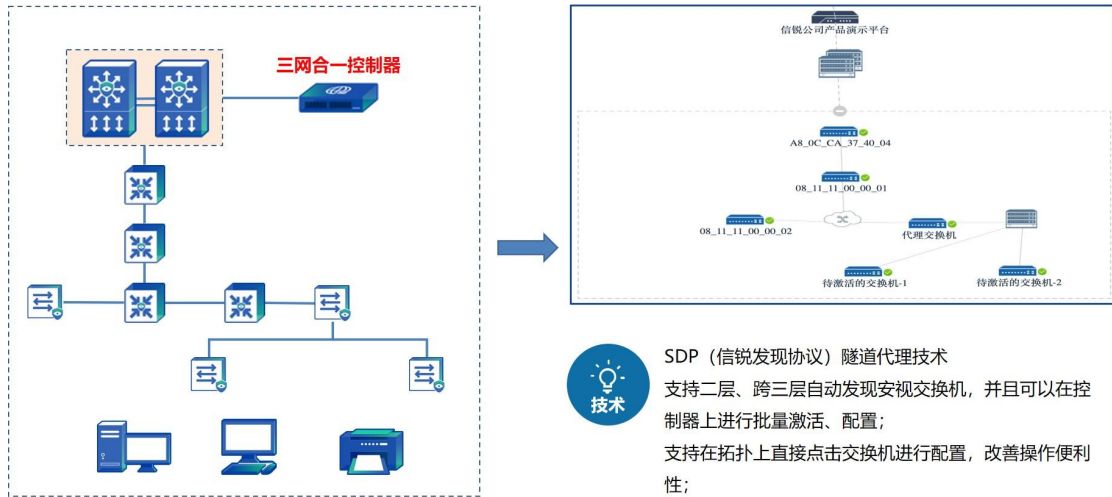 三网合一控制器
信锐公司产品演示平台
A8_0C_CA_37_40_04
08_11_11_00_00_01
08_11_11_00_00_02
代理交换机
待激活的交换机-1
待激活的交换机-2
技术
SDP（信锐发现协议）隧道代理技术
支持二层、跨三层自动发现安视交换机，并且可以在控
制器上进行批量激活、配置；
支持在拓扑上直接点击交换机进行配置，改善操作便利
性；